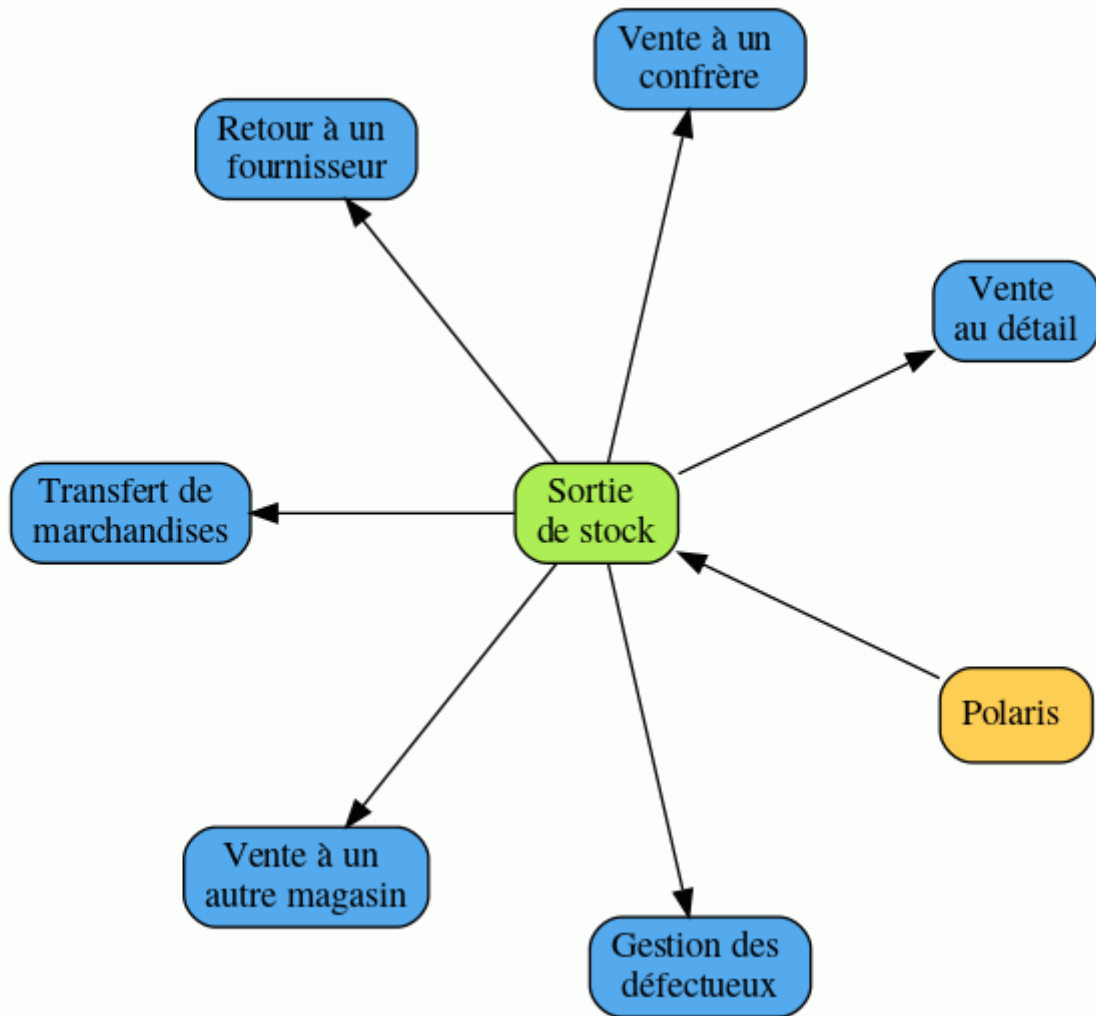 Vente à un
confrère
Retour à un
fournisseur
Vente
au détail
Transfert de
marchandises
Sortie
de stock
Polaris
Vente à un
autre magasin
Gestion des
défectueux